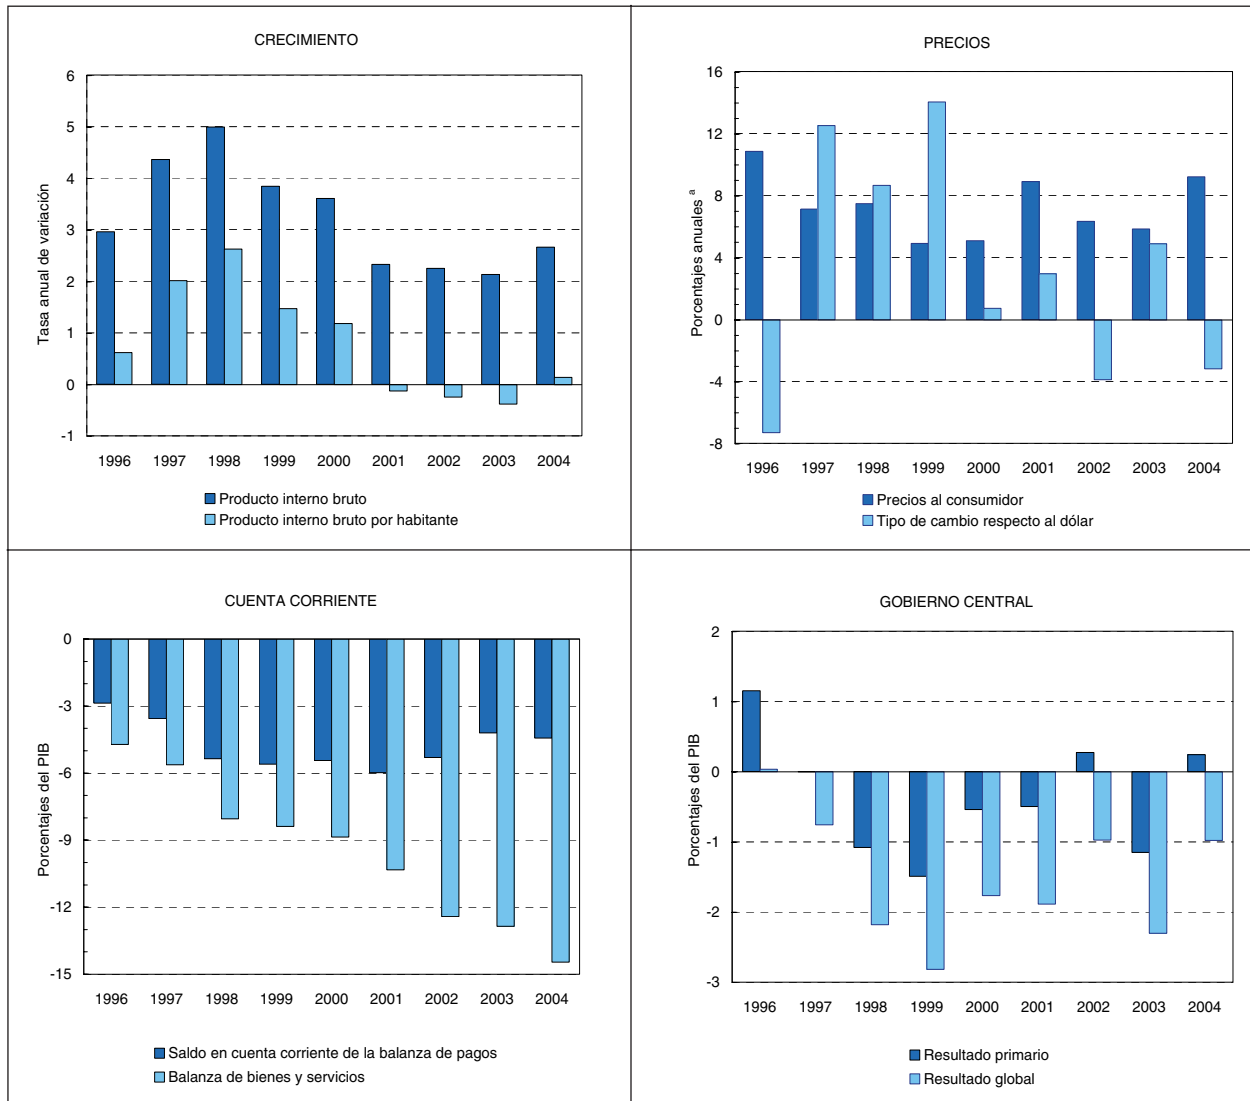 CRECIMIENTO
Tasa anual de variación
6
5
4
3
2
1
0
-1
1996 1997 1998 1999 2000 2001 2002 2003 2004
Producto interno bruto
Producto interno bruto por habitante
PRECIOS
Porcentajes anuales a
16
12
8
4
0
-4
-8
1996 1997 1998 1999 2000 2001 2002 2003 2004
Precios al consumidor
Tipo de cambio respecto al dólar
CUENTA CORRIENTE
Porcentajes del PIB
0
-3
-6
-9
-12
-15
1996 1997 1998 1999 2000 2001 2002 2003 2004
Saldo en cuenta corriente de la balanza de pagos
Balanza de bienes y servicios
GOBIERNO CENTRAL
Porcentajes del PIB
2
1
0
-1
-2
-3
1996 1997 1998 1999 2000 2001 2002 2003 2004
Resultado primario
Resultado global